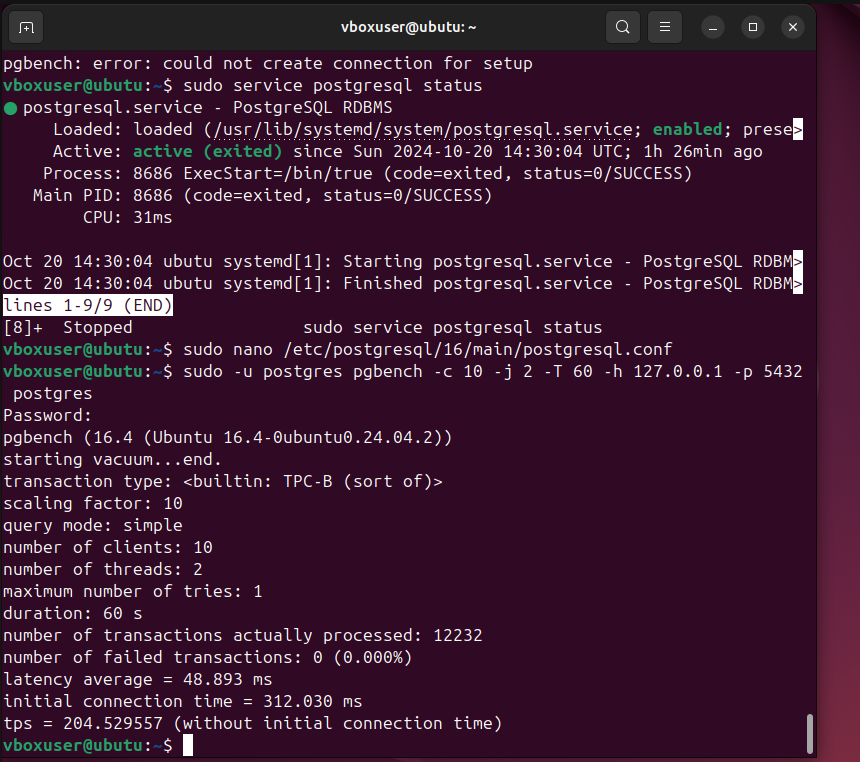 vboxuser@ubutu: ~
pgbench: error: could not create connection for setup
vboxuser@ubutu:~$ sudo service postgresql status
● postgresql.service - PostgreSQL RDBMS
     Loaded: loaded (/usr/lib/systemd/system/postgresql.service; enabled; prese>
     Active: active (exited) since Sun 2024-10-20 14:30:04 UTC; 1h 26min ago
    Process: 8686 ExecStart=/bin/true (code=exited, status=0/SUCCESS)
   Main PID: 8686 (code=exited, status=0/SUCCESS)
        CPU: 31ms
Oct 20 14:30:04 ubutu systemd[1]: Starting postgresql.service - PostgreSQL RDBM>
Oct 20 14:30:04 ubutu systemd[1]: Finished postgresql.service - PostgreSQL RDBM>
lines 1-9/9 (END)
[8]+  Stopped                 sudo service postgresql status
vboxuser@ubutu:~$ sudo nano /etc/postgresql/16/main/postgresql.conf
vboxuser@ubutu:~$ sudo -u postgres pgbench -c 10 -j 2 -T 60 -h 127.0.0.1 -p 5432
 postgres
Password:
pgbench (16.4 (Ubuntu 16.4-0ubuntu0.24.04.2))
starting vacuum...end.
transaction type: <builtin: TPC-B (sort of)>
scaling factor: 10
query mode: simple
number of clients: 10
number of threads: 2
maximum number of tries: 1
duration: 60 s
number of transactions actually processed: 12232
number of failed transactions: 0 (0.000%)
latency average = 48.893 ms
initial connection time = 312.030 ms
tps = 204.529557 (without initial connection time)
vboxuser@ubutu:~$